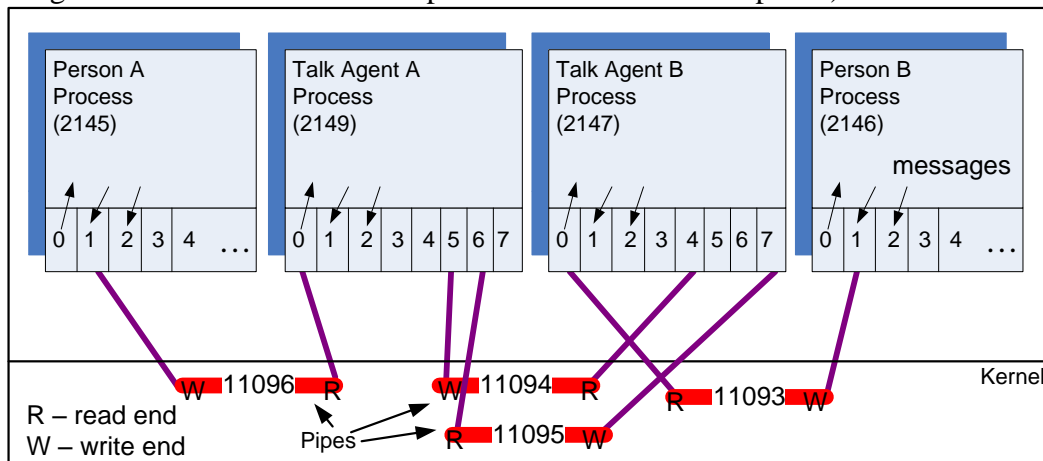 Person A
Process
(2145)
Talk Agent A
Process
(2149)
Talk Agent B
Process
(2147)
Person B
Process
(2146)
messages
0 1 2 3 4 ...
0 1 2 3 4 5 6 7
0 1 2 3 4 5 6 7
0 1 2 3 4 ...
W 11096 R
W 11094 R
R 11093 W
Kernel
R – read end
W – write end
Pipes
R 11095 W